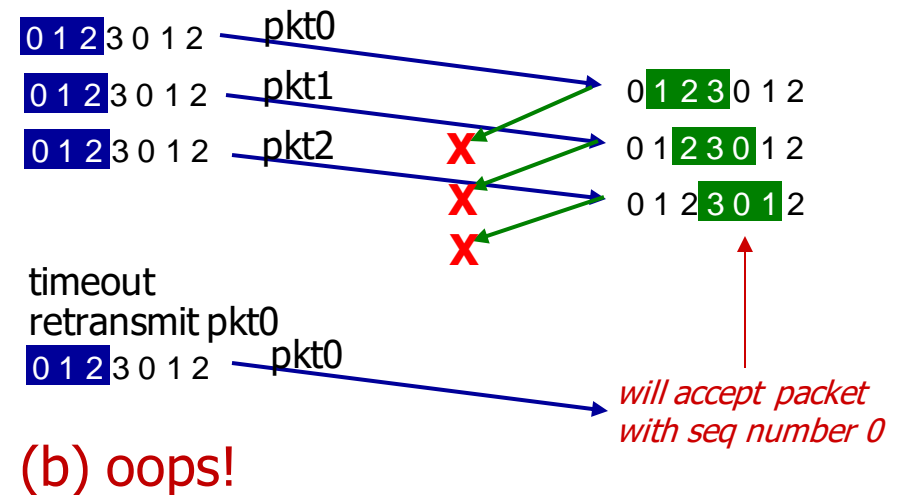 0 1 2 3 0 1 2 pkt0
0 1 2 3 0 1 2
0 1 2 3 0 1 2 pkt1
X 0 1 2 3 0 1 2
0 1 2 3 0 1 2 pkt2
X 0 1 2 3 0 1 2
X
timeout
retransmit pkt0
0 1 2 3 0 1 2 pkt0
will accept packet
with seq number 0
(b) oops!